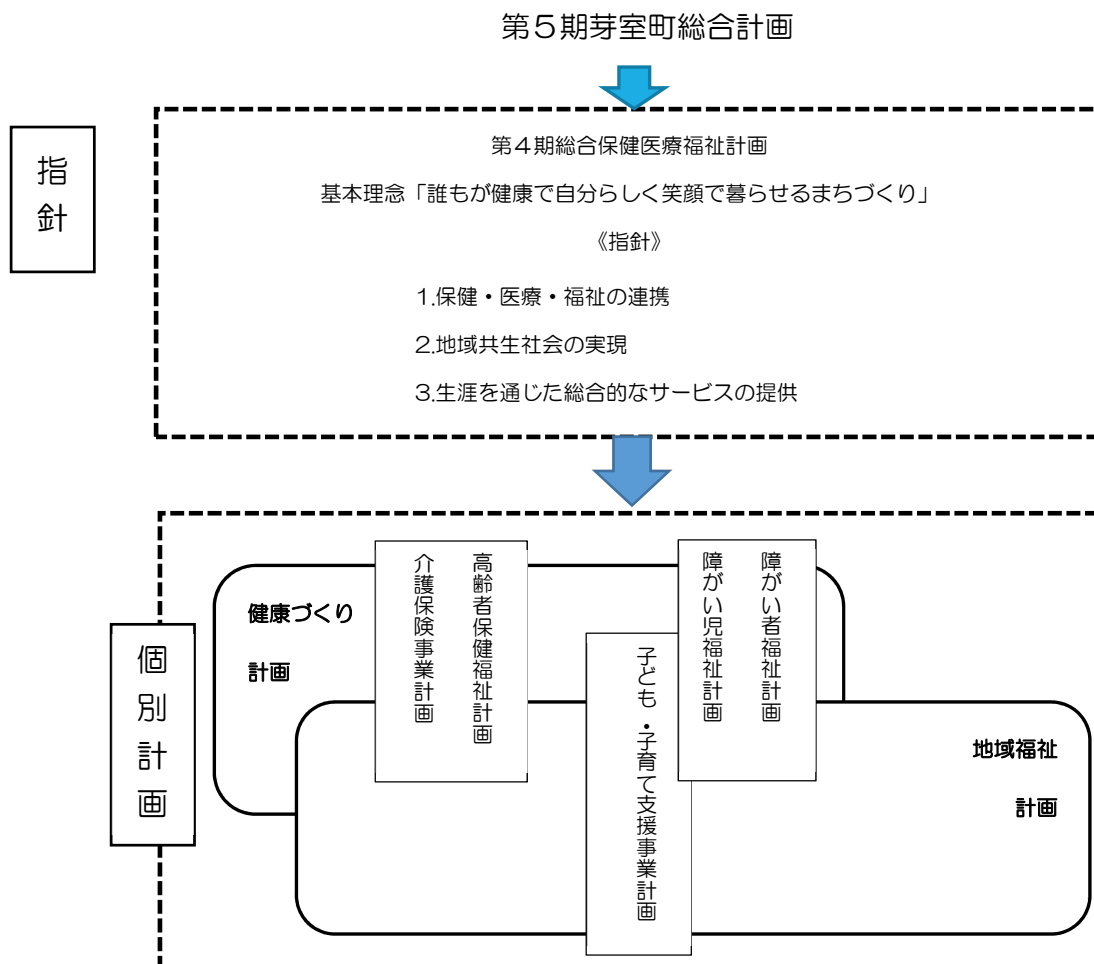 第５期芽室町総合計画
指針
第４期総合保健医療福祉計画
基本理念「誰もが健康で自分らしく笑顔で暮らせるまちづくり」
《指針》
1.保健・医療・福祉の連携
2.地域共生社会の実現
3.生涯を通じた総合的なサービスの提供
個別計画
健康づくり
計画
高齢者保健福祉計画
介護保険事業計画
障がい者福祉計画
障がい児福祉計画
子ども・子育て支援事業計画
地域福祉
計画